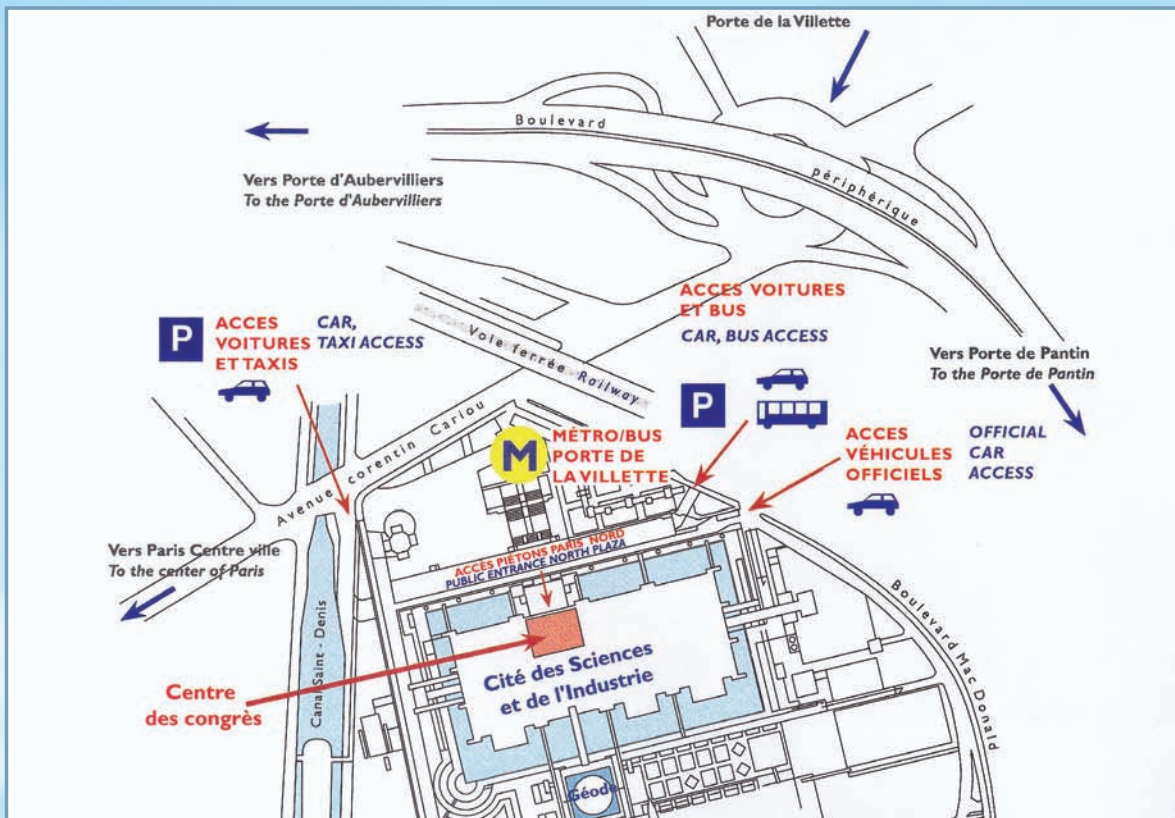 Porte de la Villette
Boulevard
périphérique
Vers Porte d'Aubervilliers
To the Porte d'Aubervilliers
ACCES VOITURES
ET BUS
CAR, BUS ACCESS
P
ACCES
VOITURES
ET TAXIS
CAR,
TAXI ACCESS
Voie ferrée Railway
Vers Porte de Pantin
To the Porte de Pantin
P
Avenue corentin Cariou
M
MÉTRO/BUS
PORTE DE
LA VILLETTE
ACCES
VÉHICULES
OFFICIELS
OFFICIAL
CAR
ACCESS
Vers Paris Centre ville
To the center of Paris
ACCÈS PIÉTONS PARIS NORD
PUBLIC ENTRANCE NORTH PLAZA
Boulevard Mac Donald
Canal Saint - Denis
Centre
des congrès
Cité des Sciences
et de l'Industrie
Géode